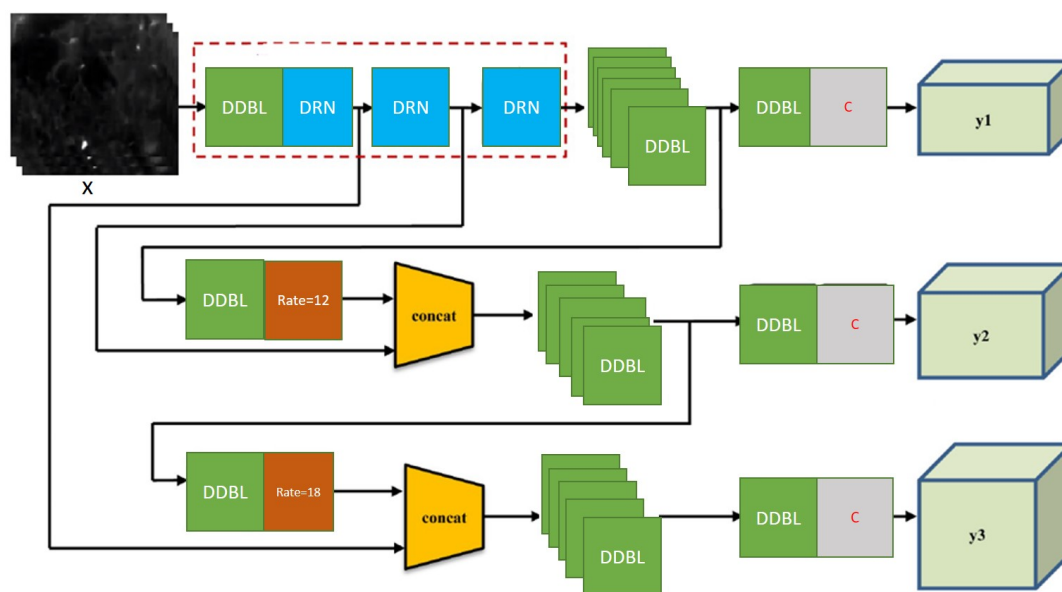 DDBL
DRN
DRN
DRN
DDBL
DDBL
C
y1
X
DDBL
Rate=12
concat
DDBL
DDBL
C
y2
DDBL
Rate=18
concat
DDBL
DDBL
C
y3